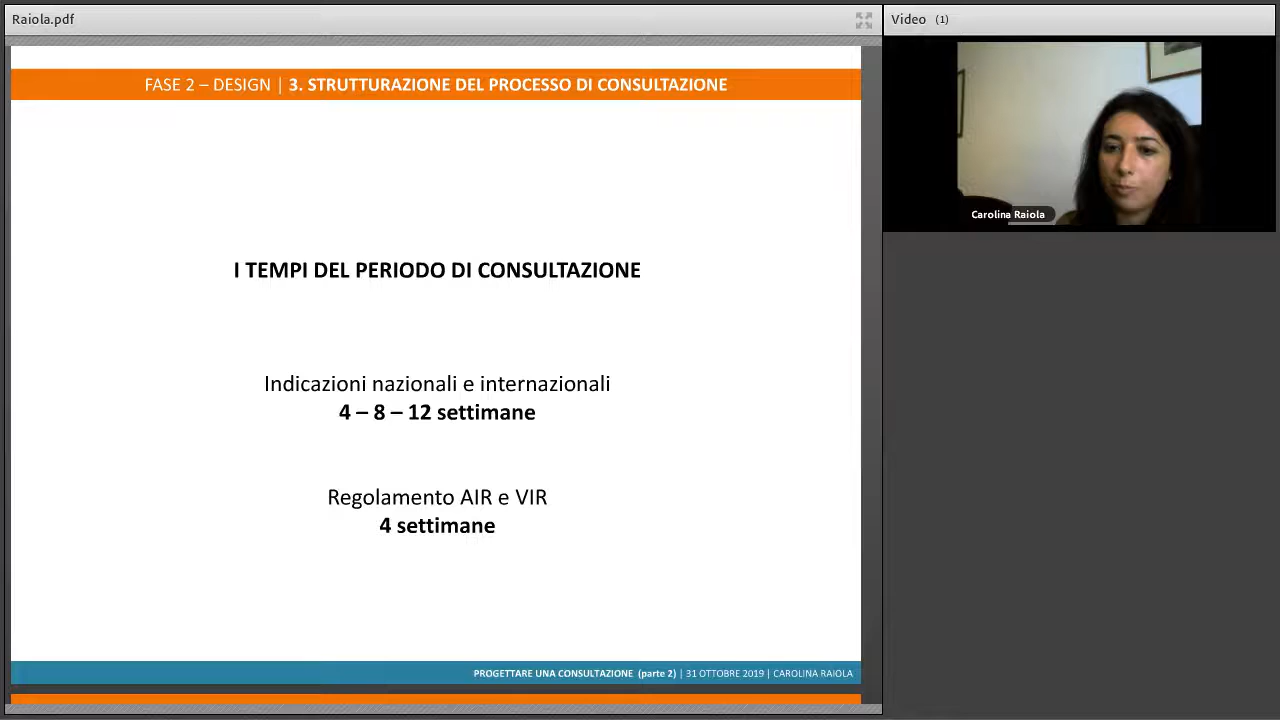 Raiola.pdf
Video (1)
FASE 2 – DESIGN | 3. STRUTTURAZIONE DEL PROCESSO DI CONSULTAZIONE
Carolina Raiola
I TEMPI DEL PERIODO DI CONSULTAZIONE
Indicazioni nazionali e internazionali
4 – 8 – 12 settimane
Regolamento AIR e VIR
4 settimane
PROGETTARE UNA CONSULTAZIONE (parte 2) | 31 OTTOBRE 2019 | CAROLINA RAIOLA